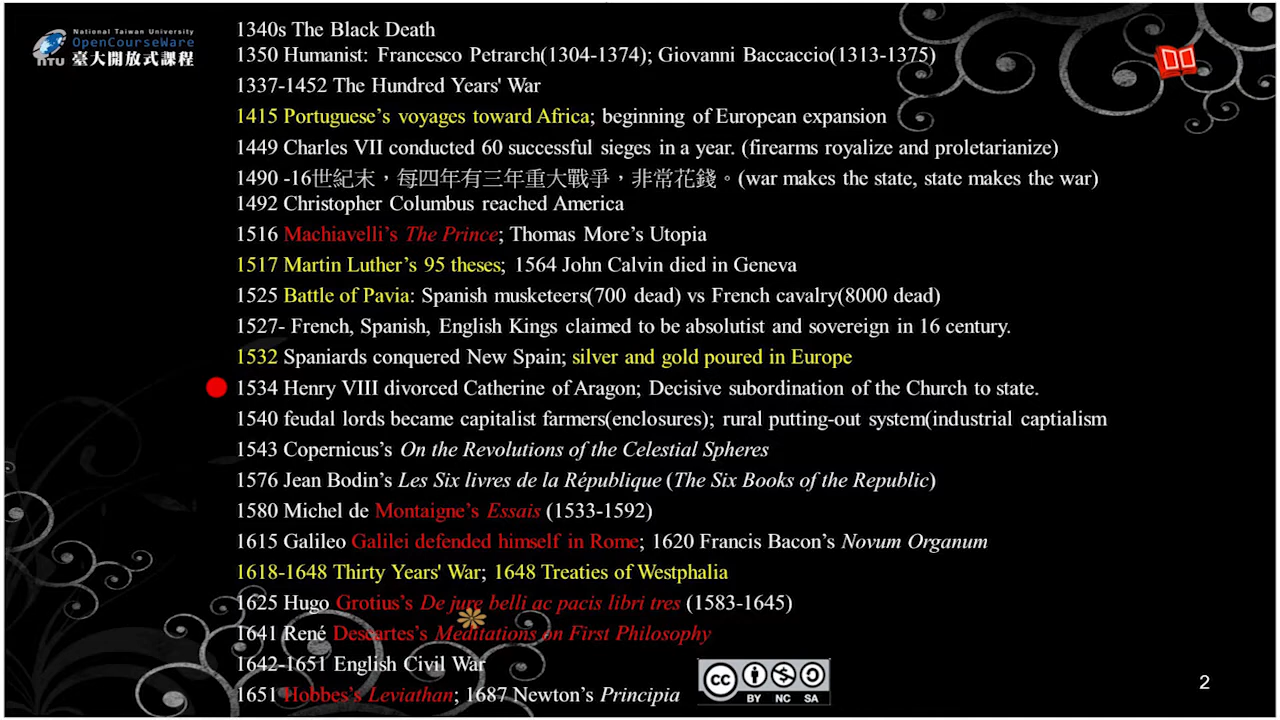 National Taiwan University
OpenCourseWare
NTU 臺大開放式課程
1340s The Black Death
1350 Humanist: Francesco Petrarch(1304-1374); Giovanni Baccaccio(1313-1375)
1337-1452 The Hundred Years' War
1415 Portuguese’s voyages toward Africa; beginning of European expansion
1449 Charles VII conducted 60 successful sieges in a year. (firearms royalize and proletarianize)
1490 -16世紀末，每四年有三年重大戰爭，非常花錢。(war makes the state, state makes the war)
1492 Christopher Columbus reached America
1516 Machiavelli’s The Prince; Thomas More’s Utopia
1517 Martin Luther’s 95 theses; 1564 John Calvin died in Geneva
1525 Battle of Pavia: Spanish musketeers(700 dead) vs French cavalry(8000 dead)
1527- French, Spanish, English Kings claimed to be absolutist and sovereign in 16 century.
1532 Spaniards conquered New Spain; silver and gold poured in Europe
1534 Henry VIII divorced Catherine of Aragon; Decisive subordination of the Church to state.
1540 feudal lords became capitalist farmers(enclosures); rural putting-out system(industrial captialism
1543 Copernicus’s On the Revolutions of the Celestial Spheres
1576 Jean Bodin’s Les Six livres de la République (The Six Books of the Republic)
1580 Michel de Montaigne’s Essais (1533-1592)
1615 Galileo Galilei defended himself in Rome; 1620 Francis Bacon’s Novum Organum
1618-1648 Thirty Years' War; 1648 Treaties of Westphalia
1625 Hugo Grotius’s De jure belli ac pacis libri tres (1583-1645)
1641 René Descartes’s Meditations on First Philosophy
1642-1651 English Civil War
1651 Hobbes’s Leviathan; 1687 Newton’s Principia
cc BY NC SA
2